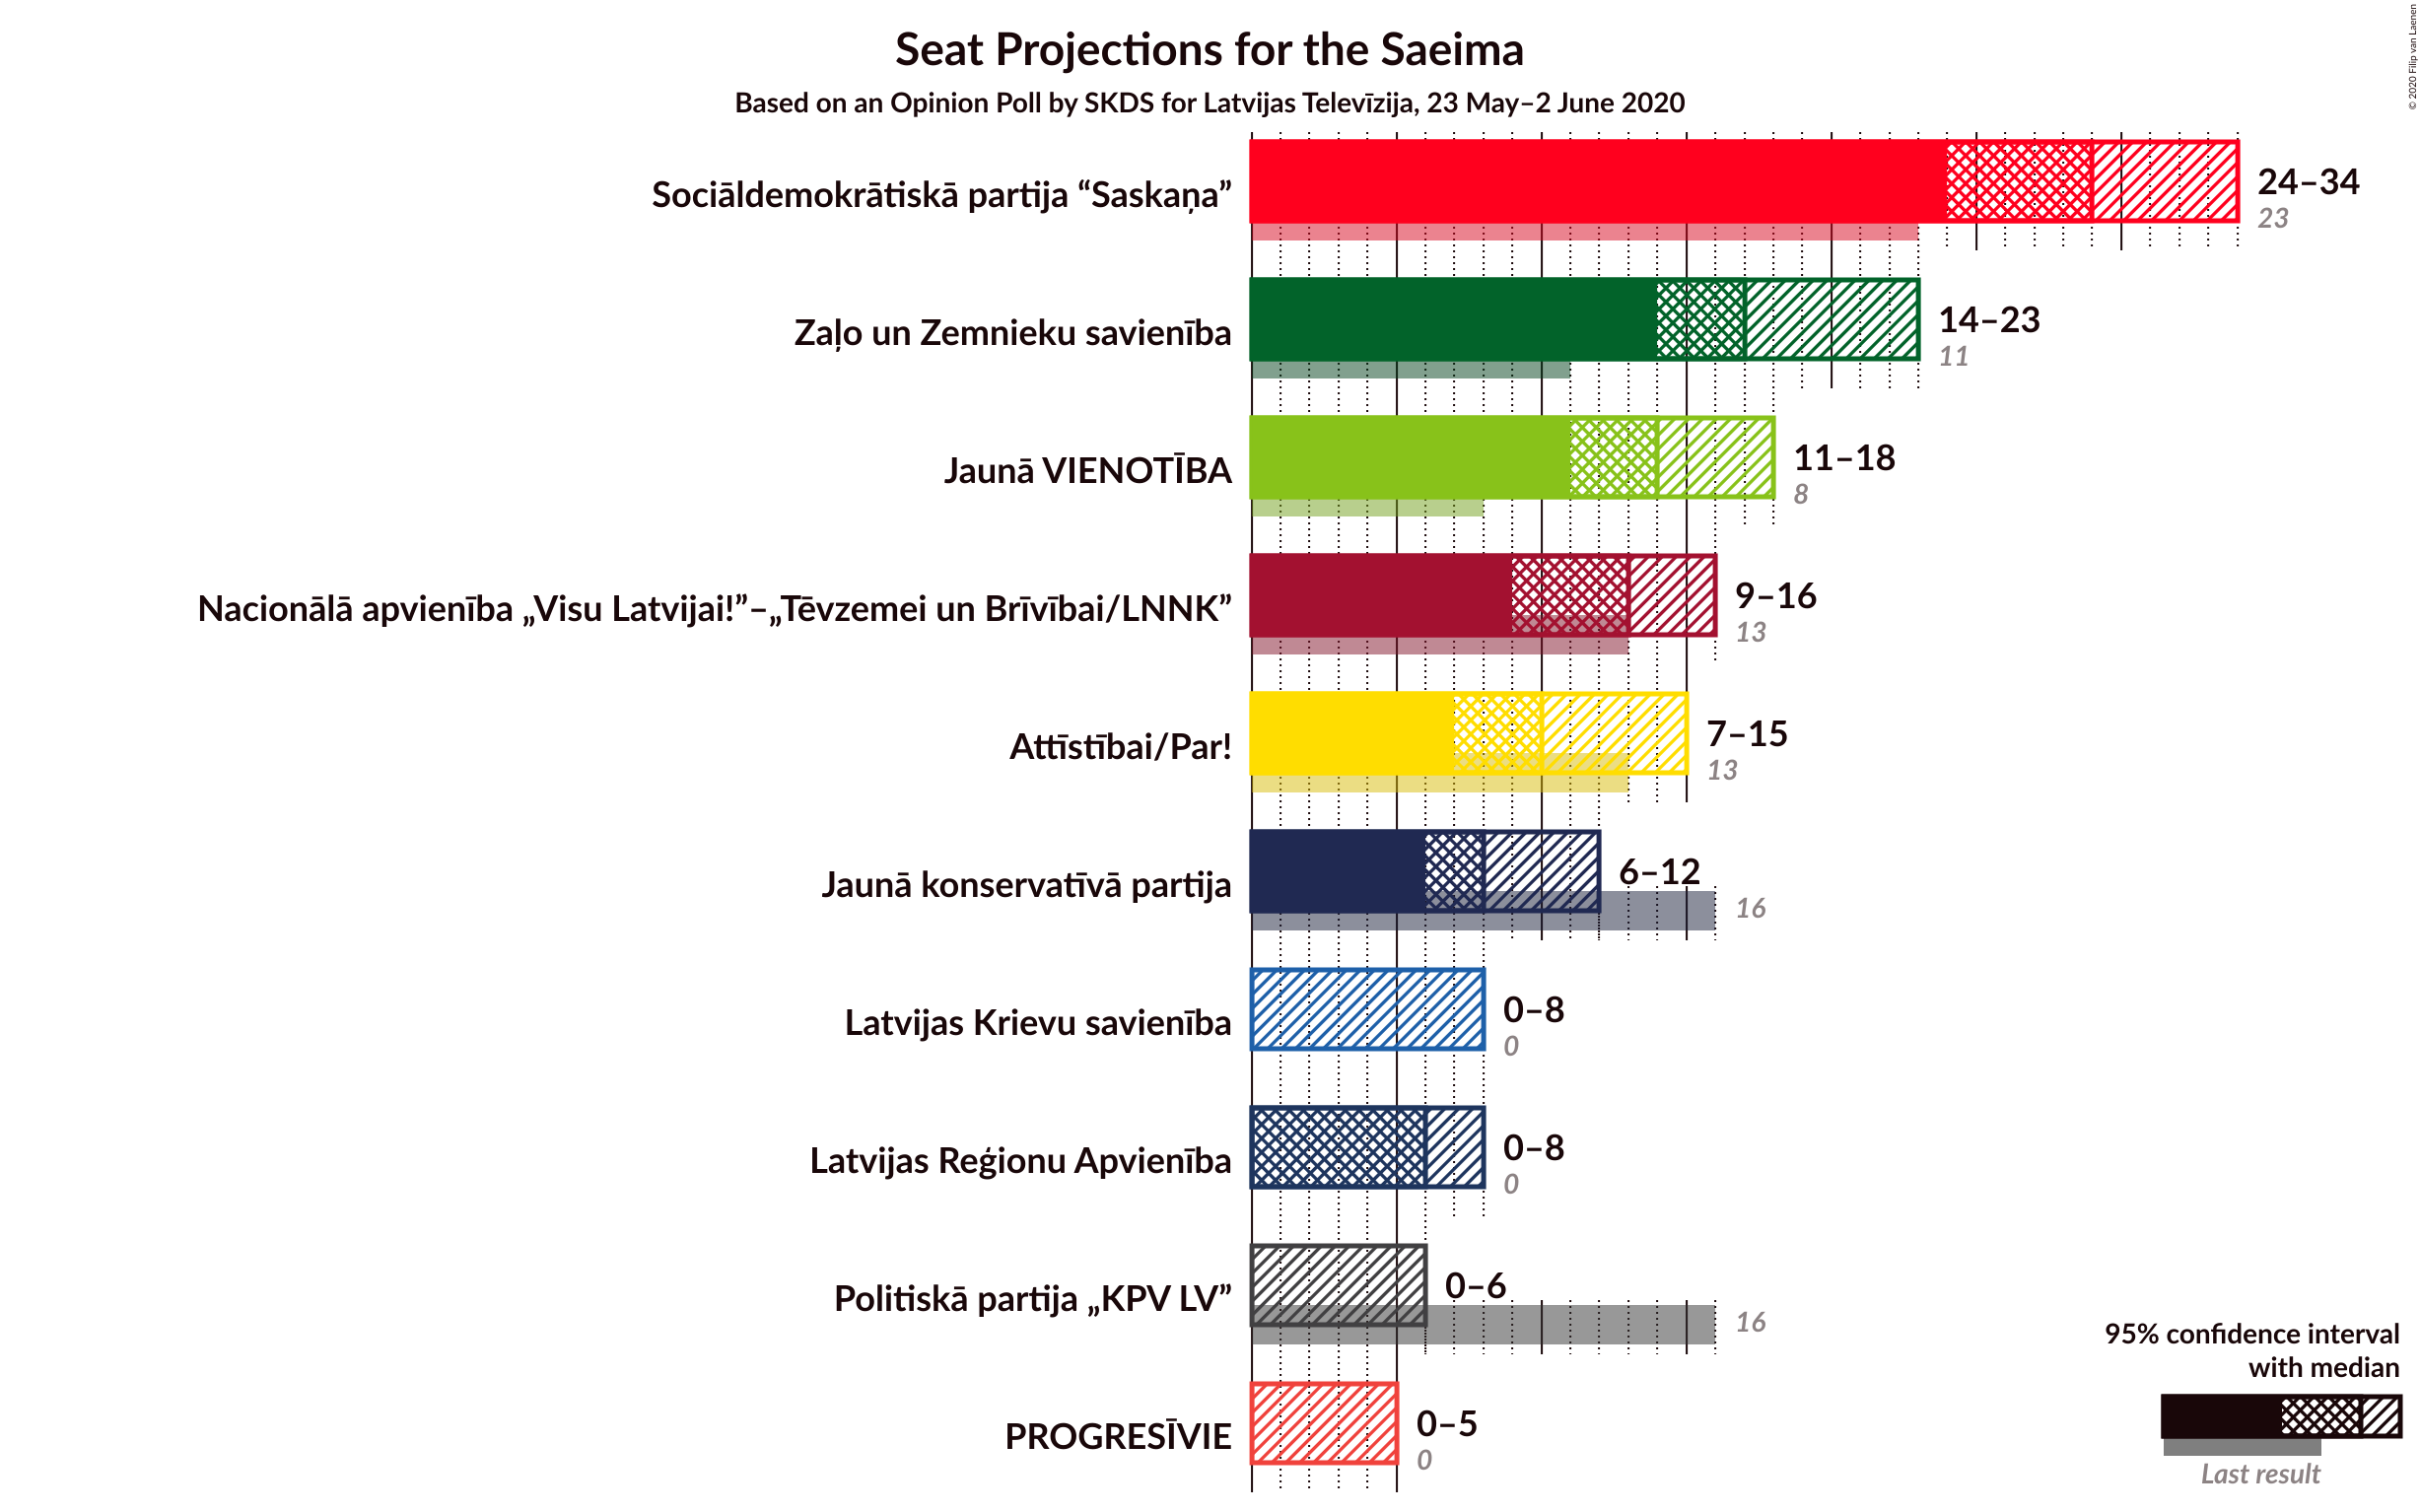 Seat Projections for the Saeima
Based on an Opinion Poll by SKDS for Latvijas Televīzija, 23 May–2 June 2020
© 2020 Filip van Laenen
Sociāldemokrātiskā partija “Saskaņa”
24–34
23
Zaļo un Zemnieku savienība
14–23
11
Jaunā VIENOTĪBA
11–18
8
Nacionālā apvienība „Visu Latvijai!”–„Tēvzemei un Brīvībai/LNNK”
9–16
13
Attīstībai/Par!
7–15
13
Jaunā konservatīvā partija
6–12
16
Latvijas Krievu savienība
0–8
0
Latvijas Reģionu Apvienība
0–8
0
Politiskā partija „KPV LV”
0–6
16
PROGRESĪVIE
0–5
0
95% confidence interval
with median
Last result